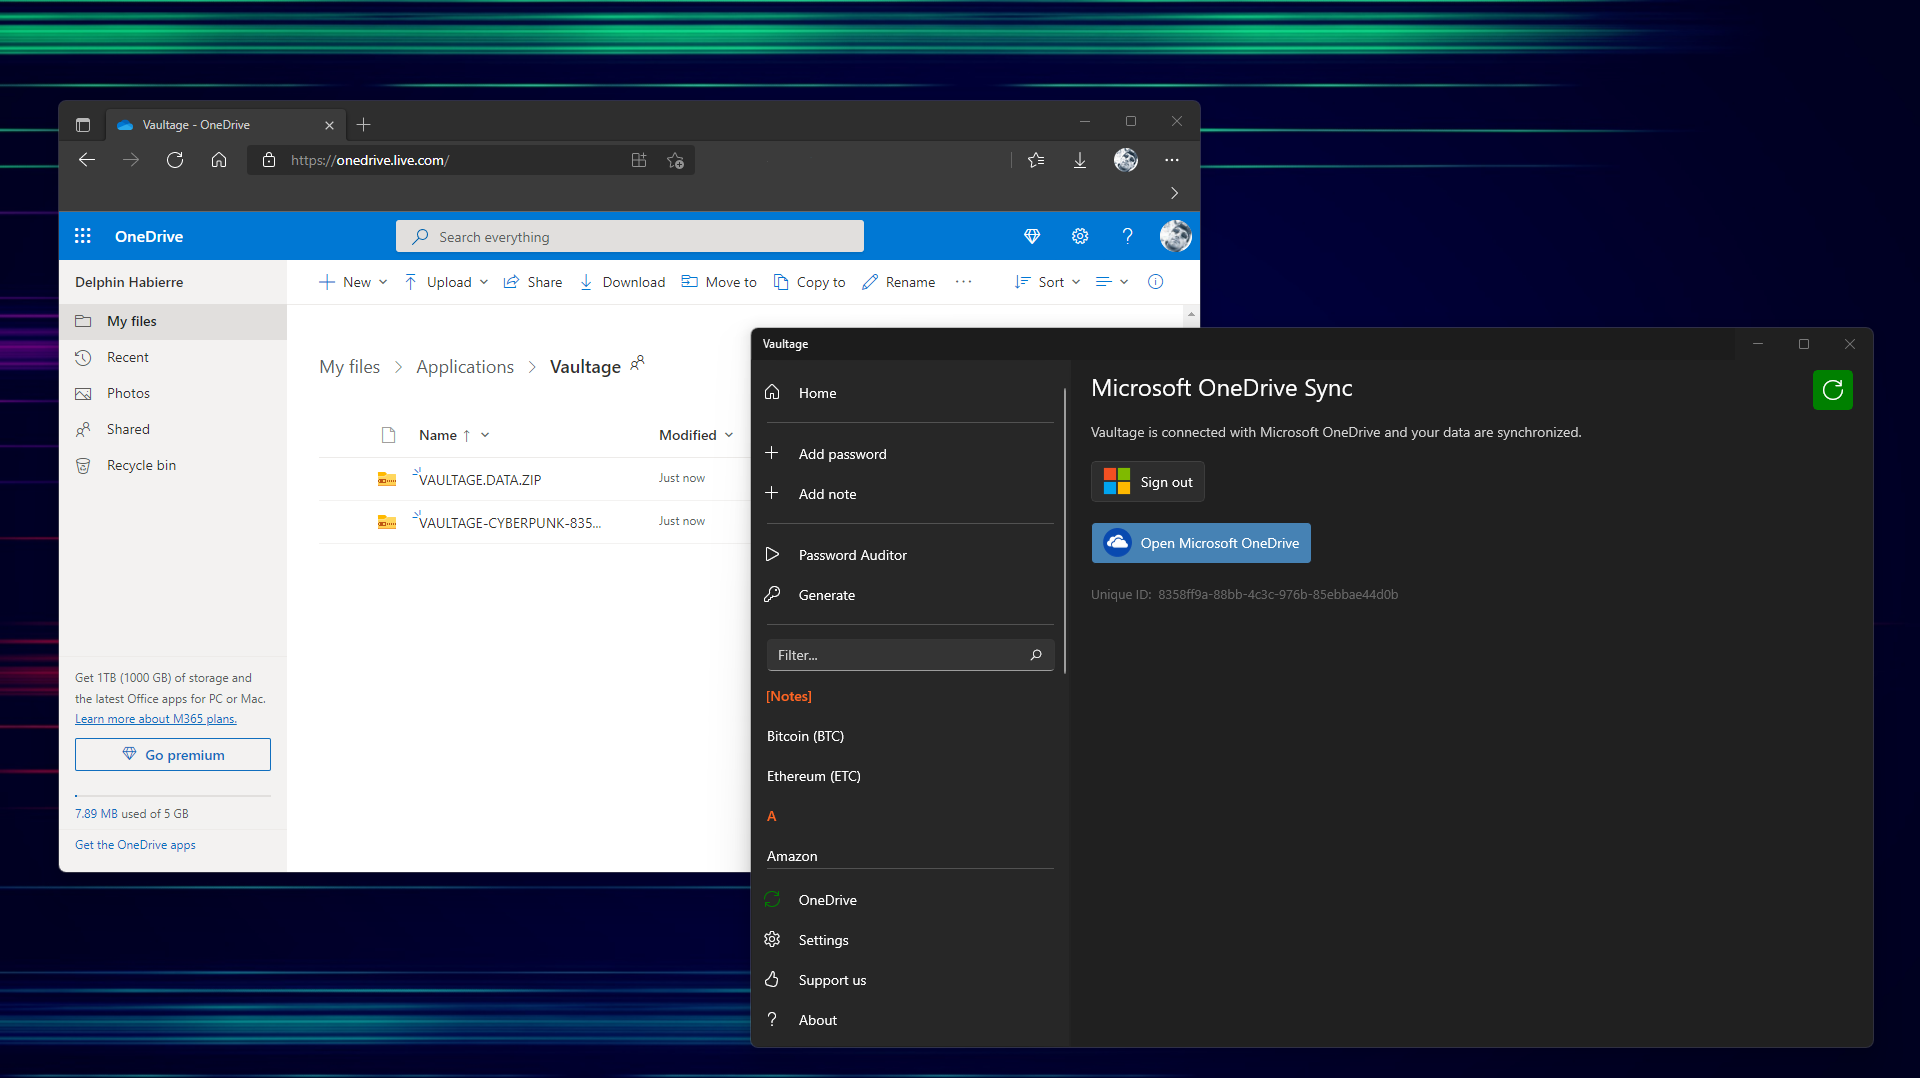 Vaultage - OneDrive
https://onedrive.live.com/
OneDrive
Search everything
Delphin Habierre
New
Upload
Share
Download
Move to
Copy to
Rename
Sort
My files
Recent
Photos
Shared
Recycle bin
My files > Applications > Vaultage
Name ↑
Modified
VAULTAGE.DATA.ZIP
Just now
VAULTAGE-CYBERPUNK-835...
Just now
Get 1TB (1000 GB) of storage and
the latest Office apps for PC or Mac.
Learn more about M365 plans.
Go premium
7.89 MB used of 5 GB
Get the OneDrive apps
Vaultage
Home
Add password
Add note
Password Auditor
Generate
Filter...
[Notes]
Bitcoin (BTC)
Ethereum (ETC)
A
Amazon
OneDrive
Settings
Support us
About
Microsoft OneDrive Sync
Vaultage is connected with Microsoft OneDrive and your data are synchronized.
Sign out
Open Microsoft OneDrive
Unique ID: 8358ff9a-88bb-4c3c-976b-85ebbae44d0b